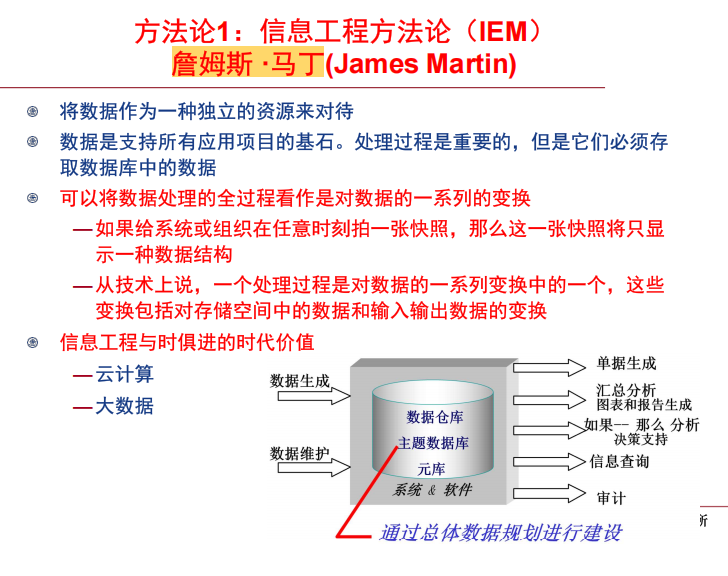 方法论1：信息工程方法论（IEM）
詹姆斯 ·马丁(James Martin)
将数据作为一种独立的资源来对待
数据是支持所有应用项目的基石。处理过程是重要的，但是它们必须存
取数据库中的数据
可以将数据处理的全过程看作是对数据的一系列的变换
—如果给系统或组织在任意时刻拍一张快照，那么这一张快照将只显
示一种数据结构
—从技术上说，一个处理过程是对数据的一系列变换中的一个，这些
变换包括对存储空间中的数据和输入输出数据的变换
信息工程与时俱进的时代价值
—云计算
—大数据
数据生成
数据维护
数据仓库
主题数据库
元库
系统 & 软件
单据生成
汇总分析
图表和报告生成
如果-- 那么 分析
决策支持
信息查询
审计
通过总体数据规划进行建设